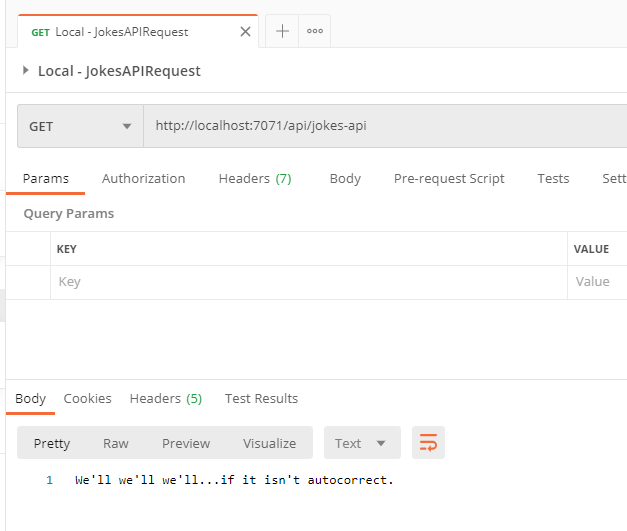 GET Local - JokesAPIRequest
Local - JokesAPIRequest
GET http://localhost:7071/api/jokes-api
Params Authorization Headers (7) Body Pre-request Script Tests Sett
Query Params
KEY VALUE
Key Value
Body Cookies Headers (5) Test Results
Pretty Raw Preview Visualize Text
1 We'll we'll we'll...if it isn't autocorrect.